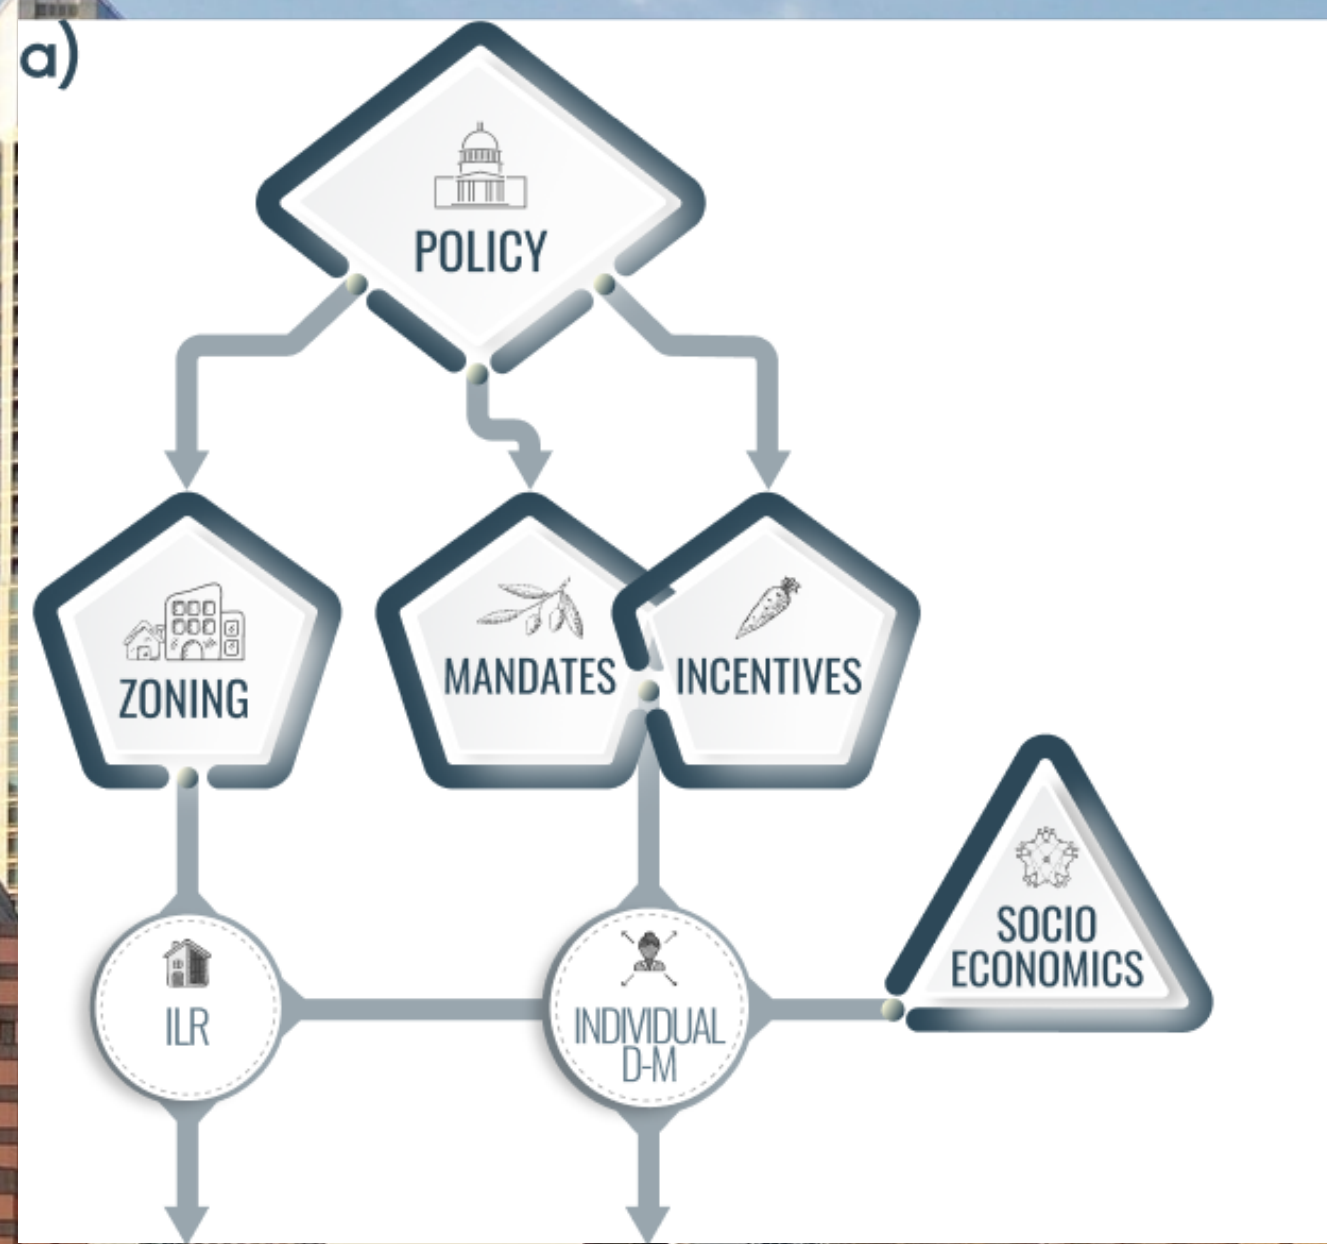 a)
POLICY
ZONING
MANDATES
INCENTIVES
SOCIO
ECONOMICS
ILR
INDIVIDUAL
D-M